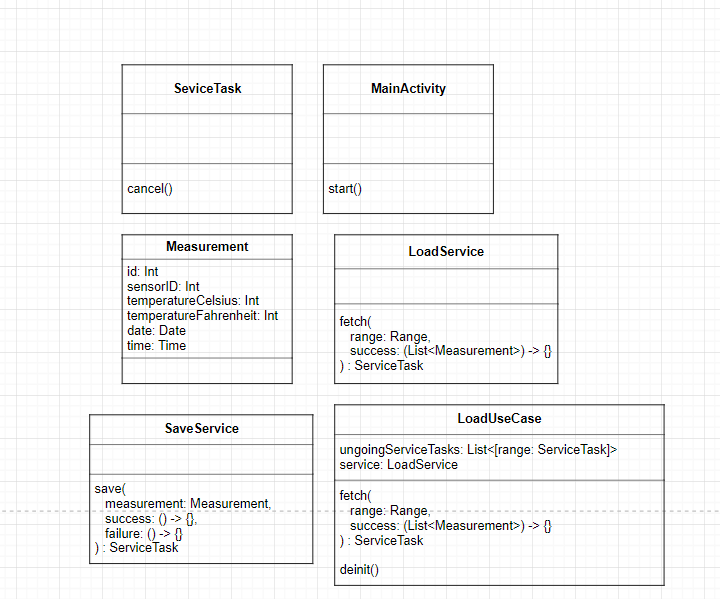 SeviceTask
cancel()
MainActivity
start()
Measurement
id: Int
sensorID: Int
temperatureCelsius: Int
temperatureFahrenheit: Int
date: Date
time: Time
LoadService
fetch(
range: Range,
success: (List<Measurement>) -> {}
) : ServiceTask
SaveService
save(
measurement: Measurement,
success: () -> {},
failure: () -> {}
) : ServiceTask
LoadUseCase
ungoingServiceTasks: List<[range: ServiceTask]>
service: LoadService
fetch(
range: Range,
success: (List<Measurement>) -> {}
) : ServiceTask
deinit()